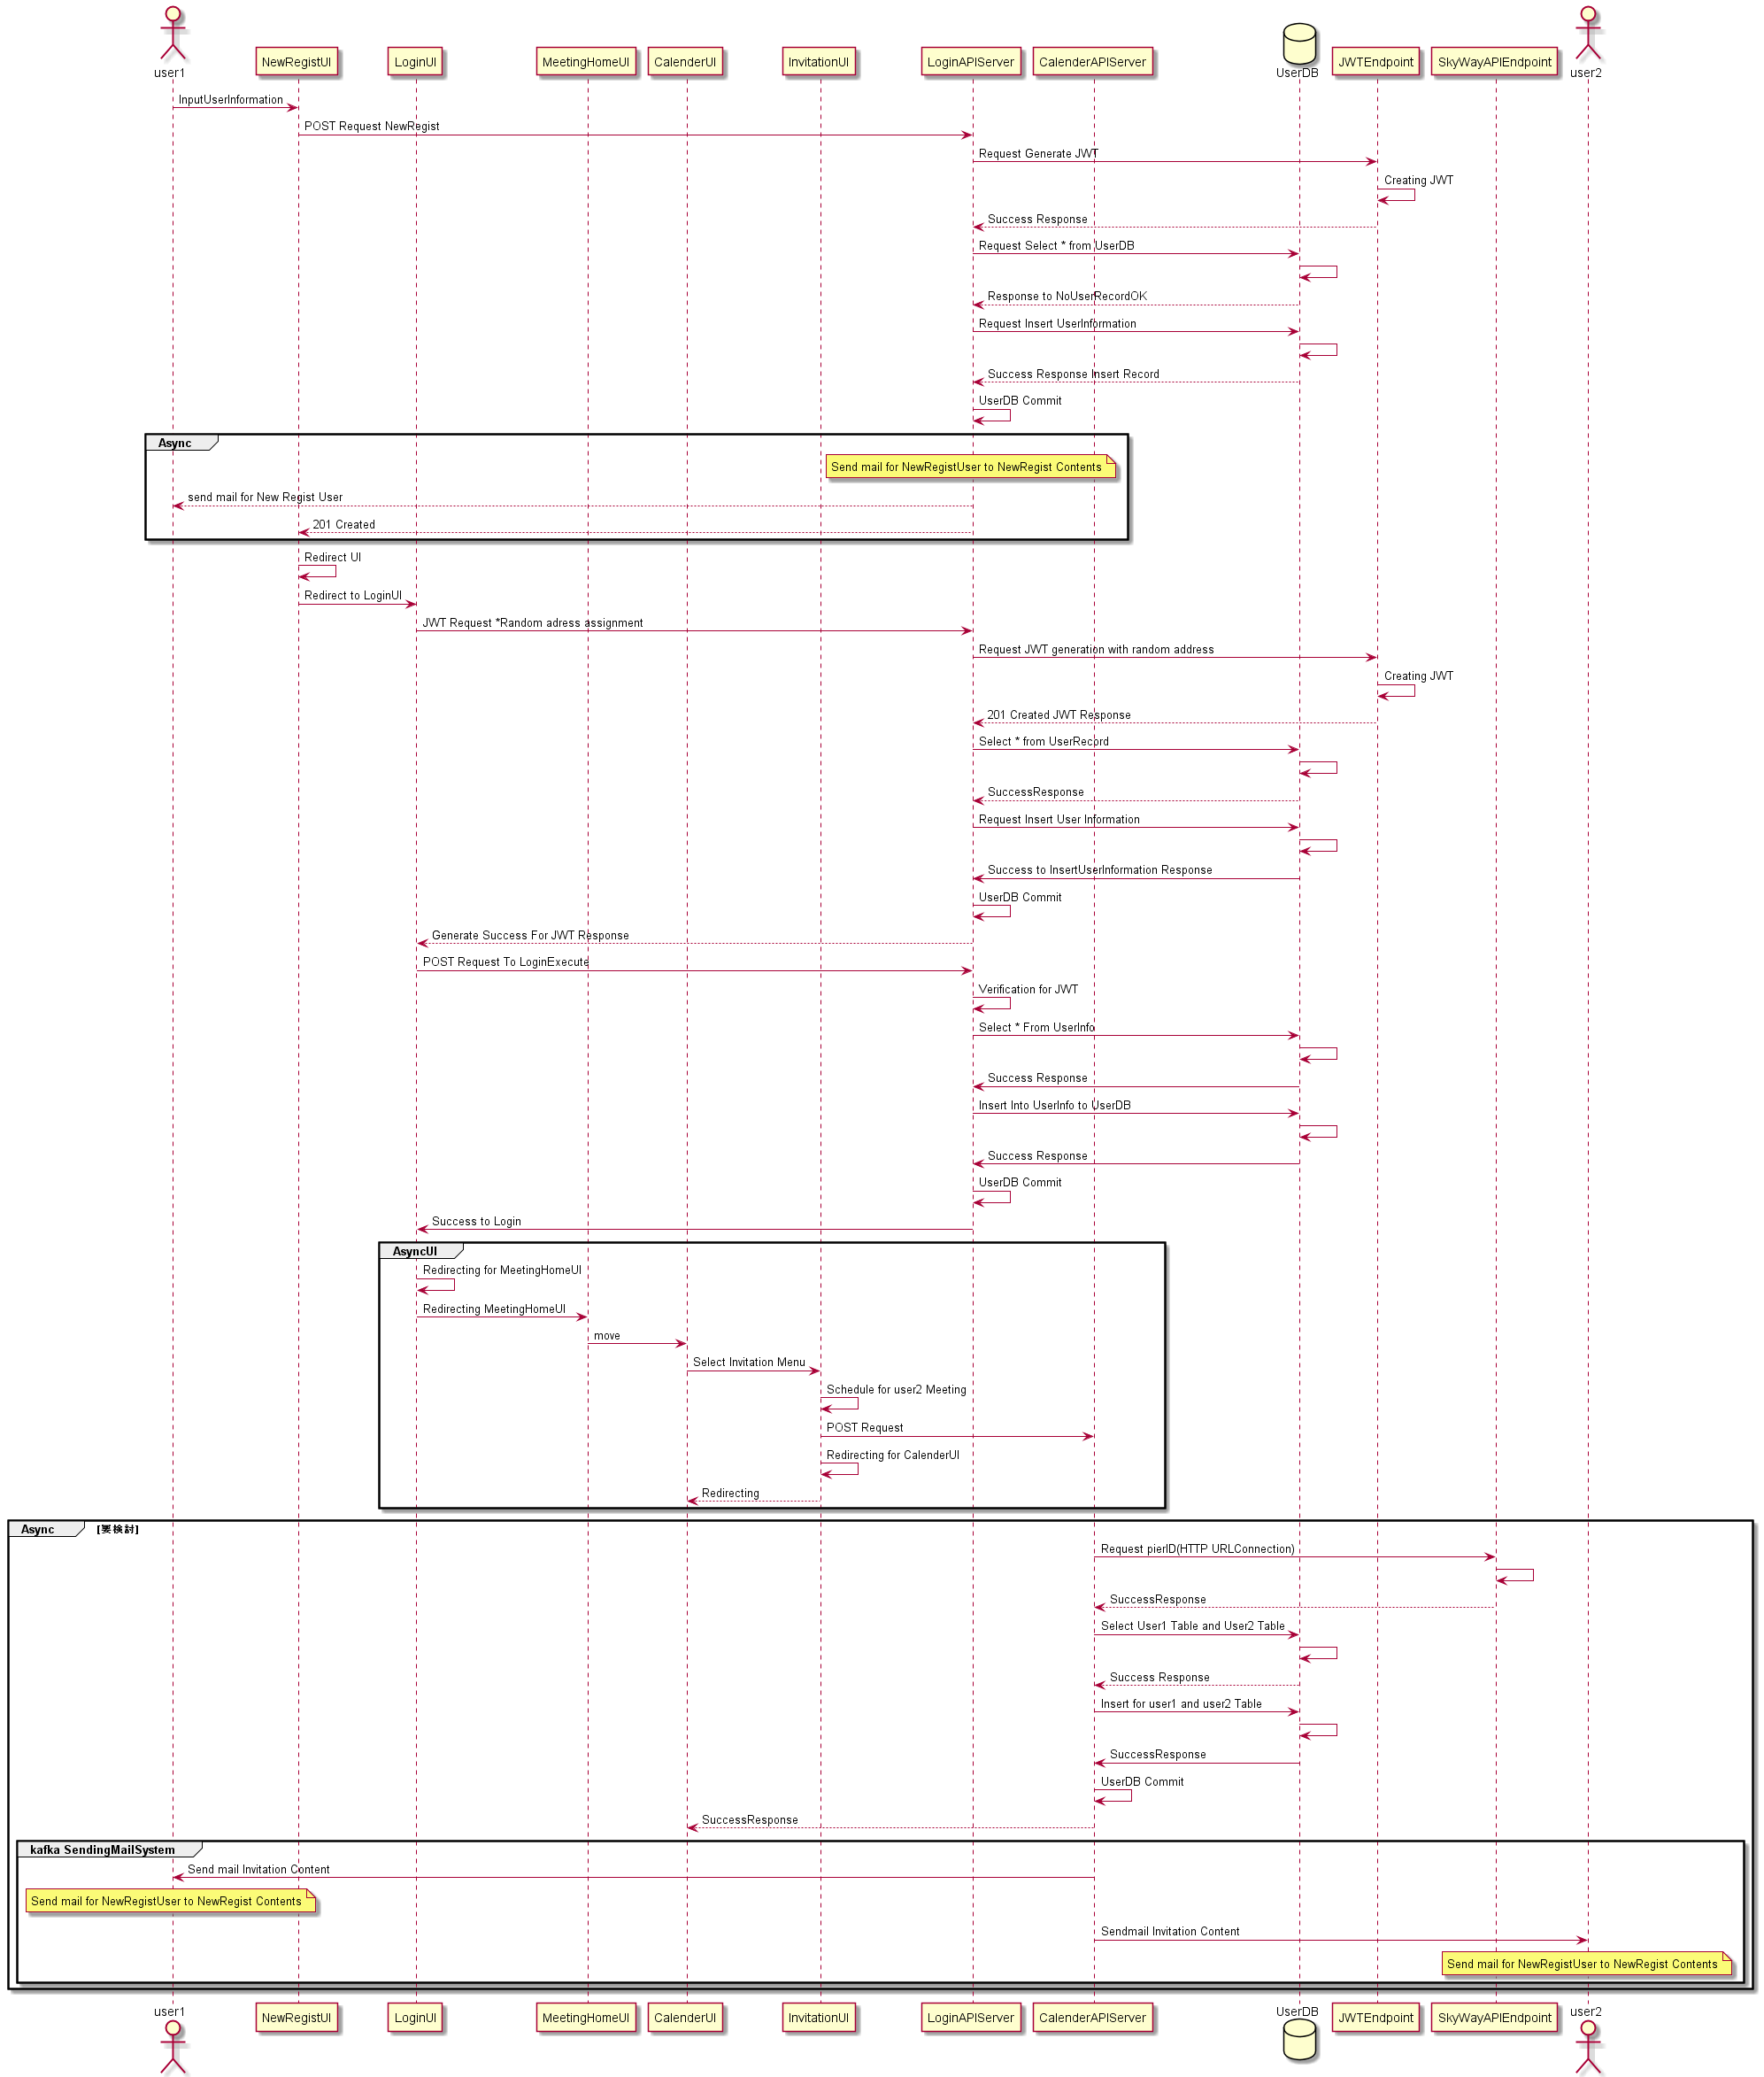 user1
NewRegistUI
LoginUI
MeetingHomeUI
CalenderUI
InvitationUI
LoginAPIServer
CalenderAPIServer
UserDB
JWTEndpoint
SkyWayAPIEndpoint
user2
InputUserInformation
POST Request NewRegist
Request Generate JWT
Creating JWT
Success Response
Request Select * from UserDB
Response to NoUserRecordOK
Request Insert UserInformation
Success Response Insert Record
UserDB Commit
Async
Send mail for NewRegistUser to NewRegist Contents
send mail for New Regist User
201 Created
Redirect UI
Redirect to LoginUI
JWT Request *Random adress assignment
Request JWT generation with random address
Creating JWT
201 Created JWT Response
Select * from UserRecord
SuccessResponse
Request Insert User Information
Success to InsertUserInformation Response
UserDB Commit
Generate Success For JWT Response
POST Request To LoginExecute
Verification for JWT
Select * From UserInfo
Success Response
Insert Into UserInfo to UserDB
Success Response
UserDB Commit
Success to Login
AsyncUI
Redirecting for MeetingHomeUI
Redirecting MeetingHomeUI
move
Select Invitation Menu
Schedule for user2 Meeting
POST Request
Redirecting for CalenderUI
Redirecting
Async [要検討]
Request pierID(HTTP URLConnection)
SuccessResponse
Select User1 Table and User2 Table
Success Response
Insert for user1 and user2 Table
SuccessResponse
UserDB Commit
SuccessResponse
kafka SendingMailSystem
Send mail Invitation Content
Send mail for NewRegistUser to NewRegist Contents
Sendmail Invitation Content
Send mail for NewRegistUser to NewRegist Contents
user1
NewRegistUI
LoginUI
MeetingHomeUI
CalenderUI
InvitationUI
LoginAPIServer
CalenderAPIServer
UserDB
JWTEndpoint
SkyWayAPIEndpoint
user2